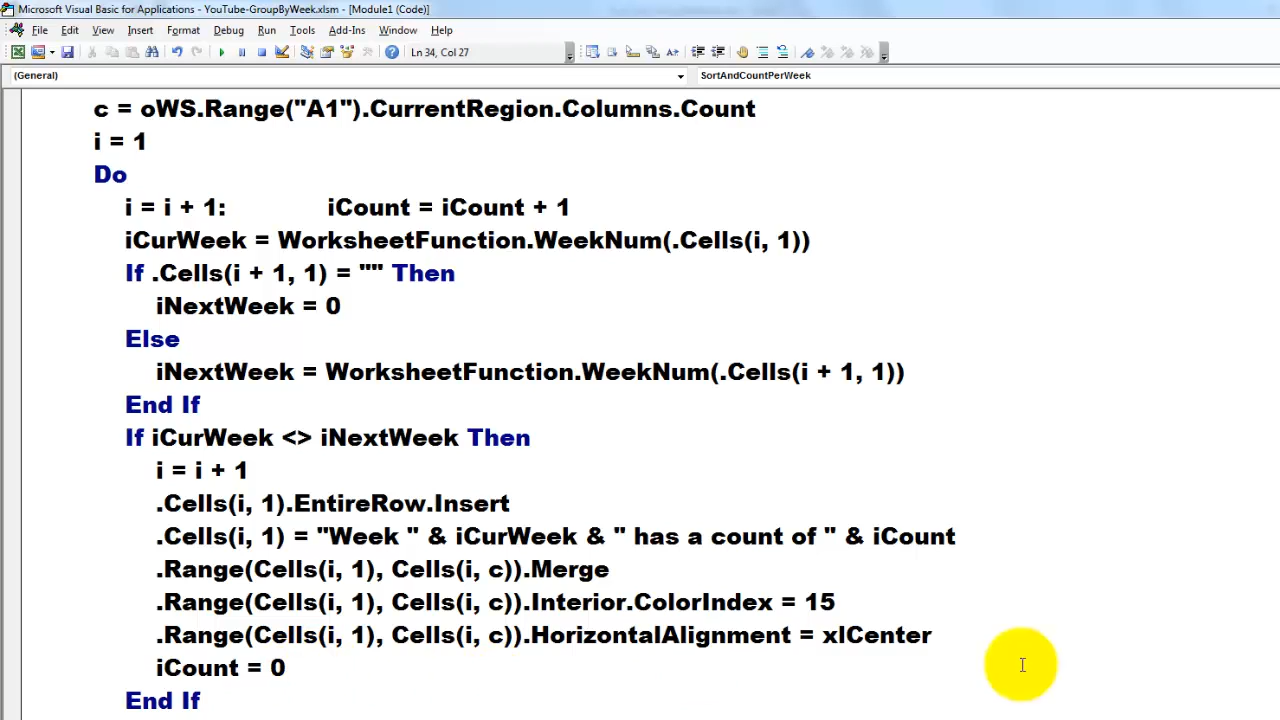 Microsoft Visual Basic for Applications - YouTube-GroupByWeek.xlsm - [Module1 (Code)]
File Edit View Insert Format Debug Run Tools Add-Ins Window Help
Ln 34, Col 27
(General) SortAndCountPerWeek
c = oWS.Range("A1").CurrentRegion.Columns.Count
i = 1
Do
i = i + 1: iCount = iCount + 1
iCurWeek = WorksheetFunction.WeekNum(.Cells(i, 1))
If .Cells(i + 1, 1) = "" Then
iNextWeek = 0
Else
iNextWeek = WorksheetFunction.WeekNum(.Cells(i + 1, 1))
End If
If iCurWeek <> iNextWeek Then
i = i + 1
.Cells(i, 1).EntireRow.Insert
.Cells(i, 1) = "Week " & iCurWeek & " has a count of " & iCount
.Range(Cells(i, 1), Cells(i, c)).Merge
.Range(Cells(i, 1), Cells(i, c)).Interior.ColorIndex = 15
.Range(Cells(i, 1), Cells(i, c)).HorizontalAlignment = xlCenter
iCount = 0
End If